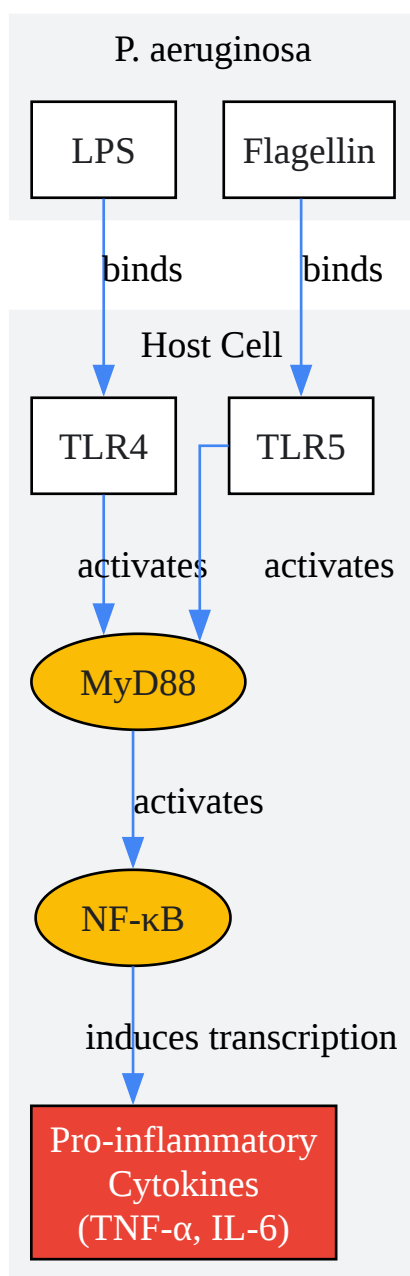 P. aeruginosa
LPS
Flagellin
binds
binds
Host Cell
TLR4
TLR5
activates
activates
MyD88
activates
NF-κB
induces transcription
Pro-inflammatory
Cytokines
(TNF-α, IL-6)